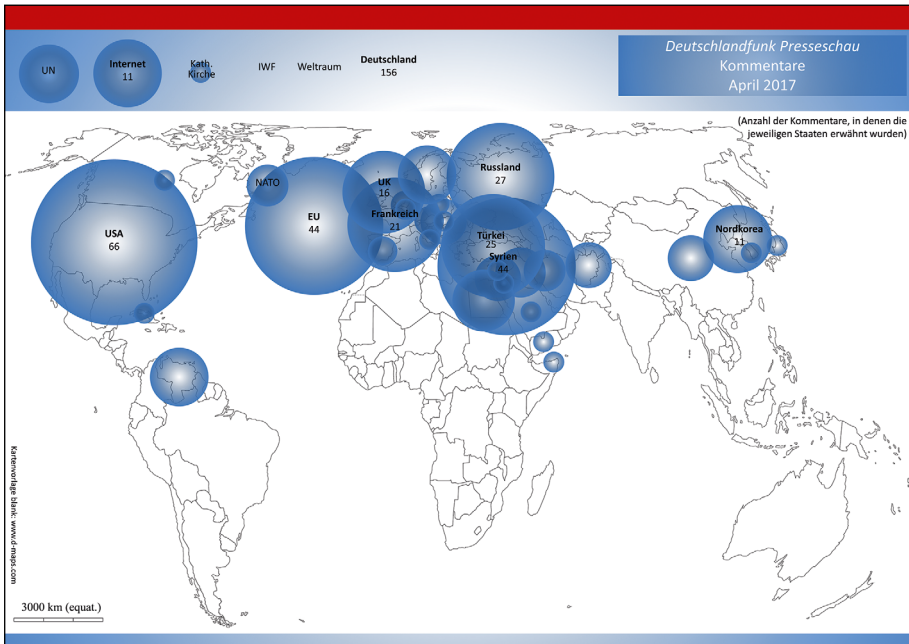 UN
Internet
11
Kath.
Kirche
IWF
Weltraum
Deutschland
156
Deutschlandfunk Presseschau
Kommentare
April 2017
(Anzahl der Kommentare, in denen die
jeweiligen Staaten erwähnt wurden)
USA
66
NATO
EU
44
UK
16
Frankreich
21
Russland
27
Türkei
25
Syrien
44
Nordkorea
11
Kartenvorlage blank: www.d-maps.com
3000 km (equat.)